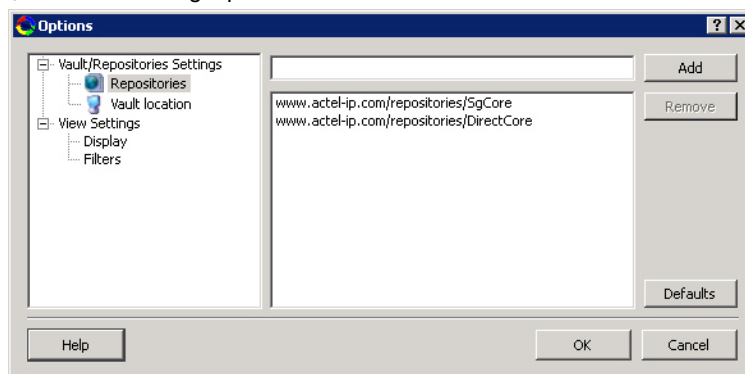 Options
Vault/Repositories Settings
Repositories
Vault location
View Settings
Display
Filters
Add
www.actel-ip.com/repositories/SgCore
www.actel-ip.com/repositories/DirectCore
Remove
Defaults
Help
OK
Cancel